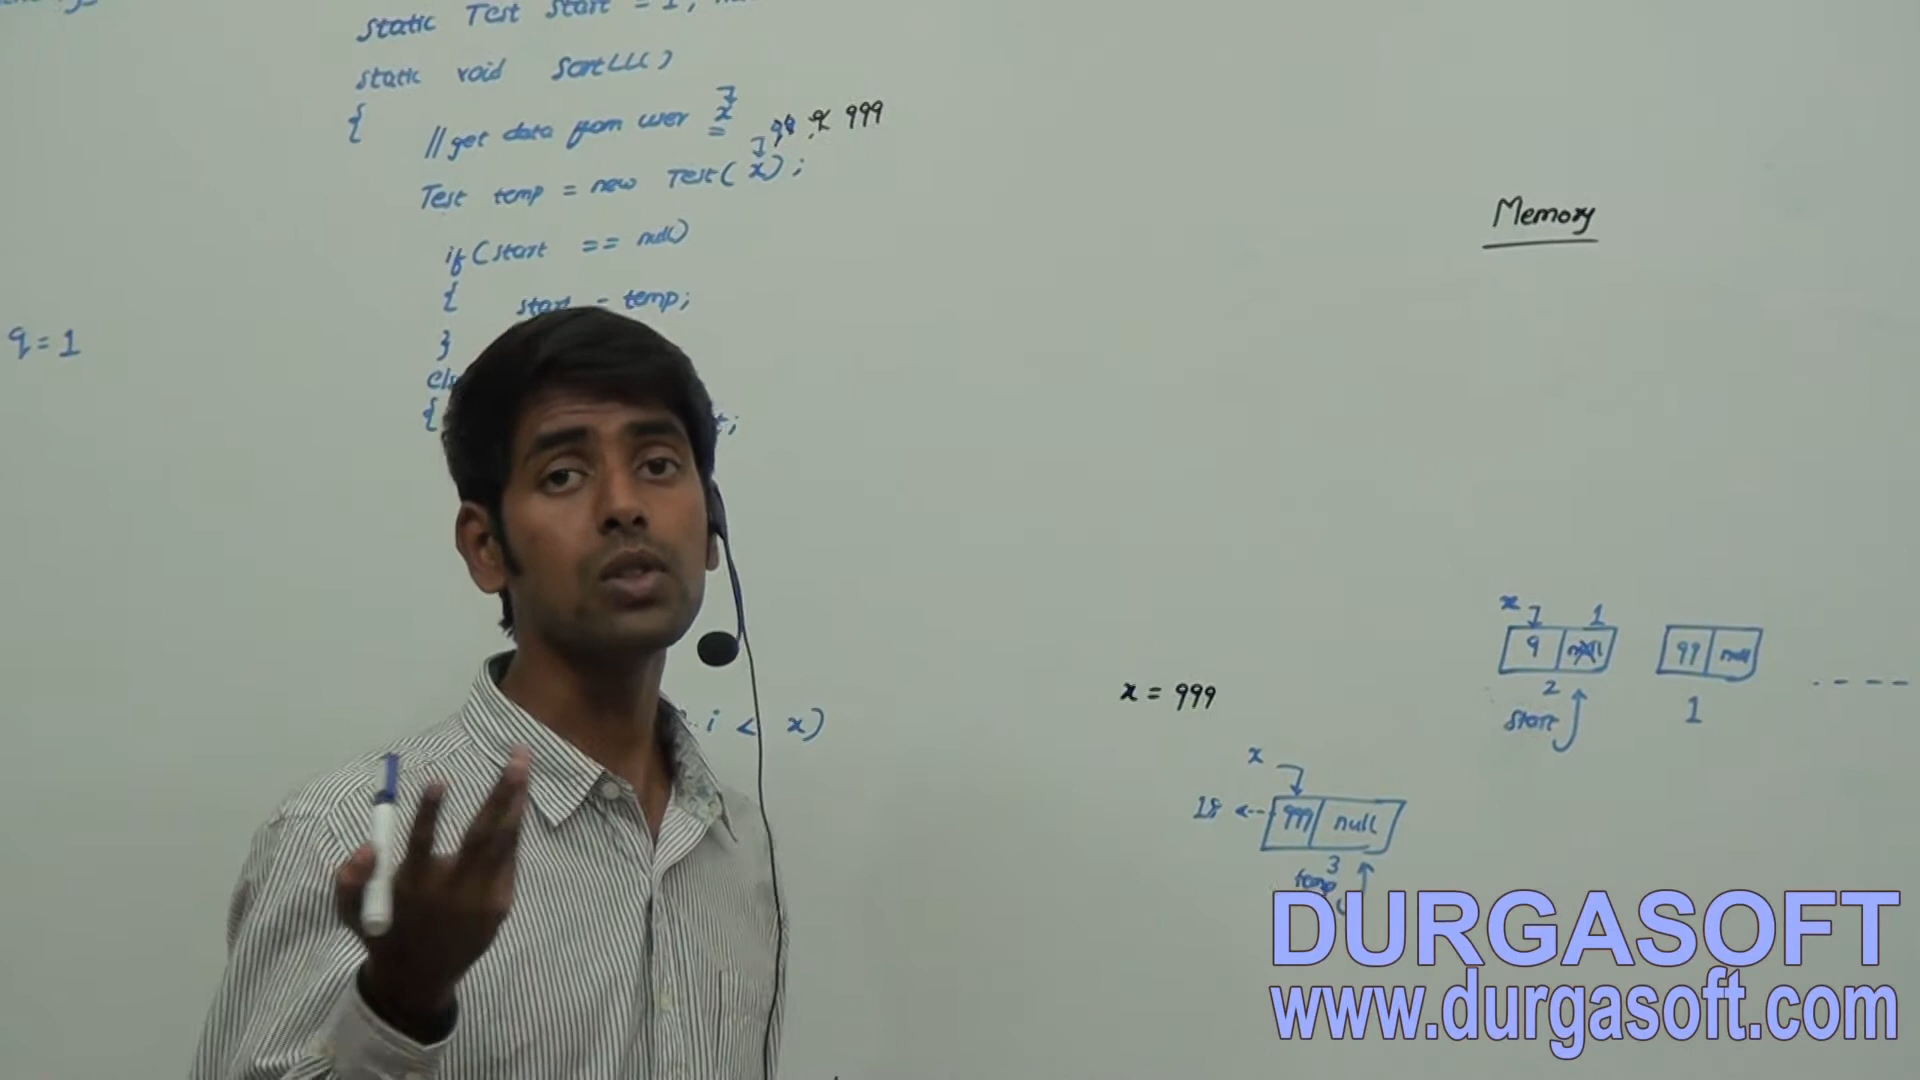 static Test start = 1,
static void SortLL()
{
//get data from user x
99, 9 999
Test temp = new Test(x);
if(start == null)
{ start = temp;
}
{
q = 1
i < x)
Memory
x 1
9 null 99 null
2
start 1
- - - -
x = 999
x
18 999 null
3
temp
DURGASOFT
www.durgasoft.com